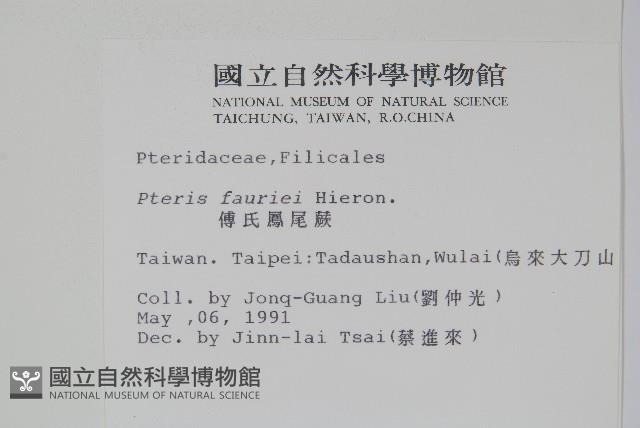 國立自然科學博物館
NATIONAL MUSEUM OF NATURAL SCIENCE
TAICHUNG, TAIWAN, R.O.CHINA
Pteridaceae,Filicales
Pteris fauriei Hieron.
傅氏鳳尾蕨
Taiwan. Taipei:Tadaushan,Wulai(烏來大刀山
Coll. by Jonq-Guang Liu(劉仲光)
May ,06, 1991
Dec. by Jinn-lai Tsai(蔡進來)
國立自然科學博物館
NATIONAL MUSEUM OF NATURAL SCIENCE